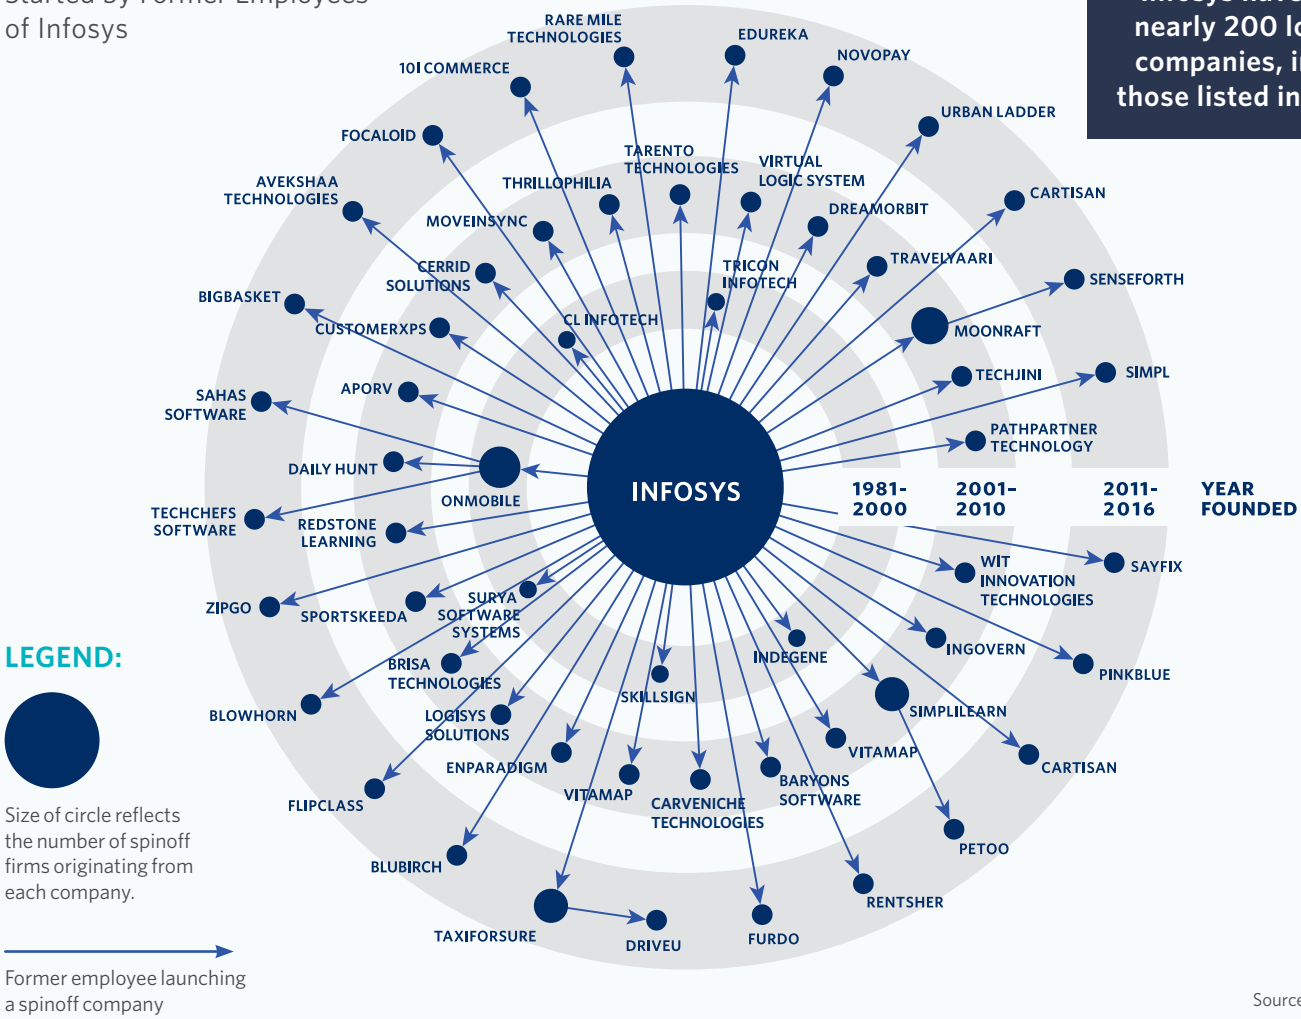 Started by Former Employees
of Infosys
Infosys have
nearly 200
companies,
those listed in
RARE MILE
TECHNOLOGIES
EDUREKA
NOVOPAY
101 COMMERCE
URBAN LADDER
FOCALOID
TARENTO
TECHNOLOGIES
VIRTUAL
LOGIC SYSTEM
AVEKSHAA
TECHNOLOGIES
THRILLOPHILIA
CARTISAN
MOVEINSYNC
DREAMORBIT
CERRID
SOLUTIONS
TRICON
INFOTECH
TRAVELYAARI
SENSEFORTH
BIGBASKET
CUSTOMERXPS
CL INFOTECH
MOONRAFT
SAHAS
SOFTWARE
APORV
TECHJINI
SIMPL
PATHPARTNER
TECHNOLOGY
DAILY HUNT
ONMOBILE
INFOSYS
1981-
2000
2001-
2010
2011-
2016
YEAR
FOUNDED
TECHCHEFS
SOFTWARE
REDSTONE
LEARNING
WIT
INNOVATION
TECHNOLOGIES
SAYFIX
ZIPGO
SPORTSKEEDA
SURYA
SOFTWARE
SYSTEMS
INDEGENE
INGOVERN
PINKBLUE
BRISA
TECHNOLOGIES
SKILLSIGN
SIMPLILEARN
BLOWHORN
LOGISYS
SOLUTIONS
ENPARADIGM
VITAMAP
CARVENICHE
TECHNOLOGIES
BARYONS
SOFTWARE
VITAMAP
CARTISAN
FLIPCLASS
BLUBIRCH
PETOO
RENTSHER
TAXIFORSURE
DRIVEU
FURDO
LEGEND:
Size of circle reflects
the number of spinoff
firms originating from
each company.
Former employee launching
a spinoff company
Source